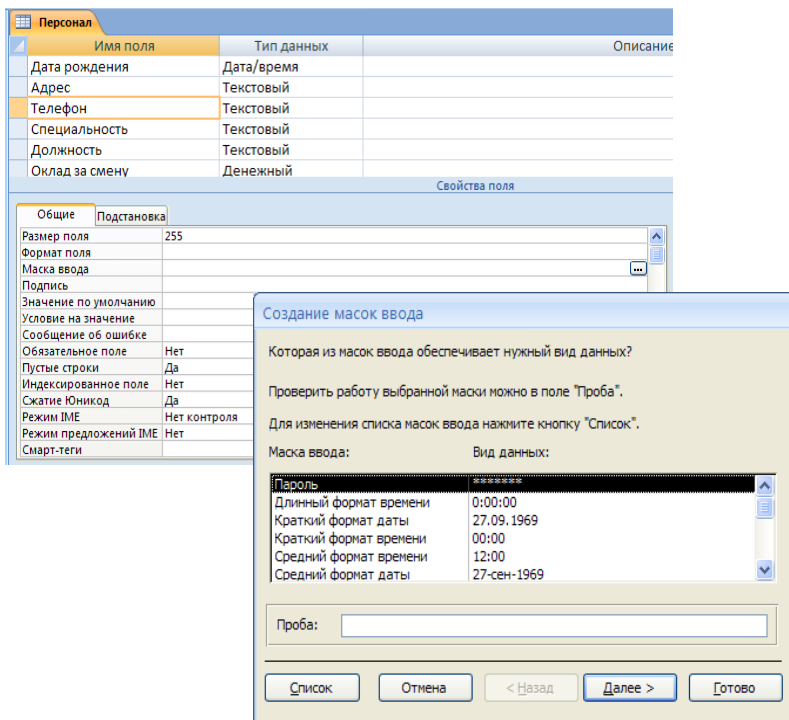 Персонал
Имя поля Тип данных Описание
Дата рождения Дата/время
Адрес Текстовый
Телефон Текстовый
Специальность Текстовый
Должность Текстовый
Оклад за смену Денежный
Свойства поля
Общие Подстановка
Размер поля 255
Формат поля
Маска ввода ...
Подпись
Значение по умолчанию
Условие на значение
Сообщение об ошибке
Обязательное поле Нет
Пустые строки Да
Индексированное поле Нет
Сжатие Юникод Да
Режим IME Нет контроля
Режим предложений IME Нет
Смарт-теги
Создание масок ввода
Которая из масок ввода обеспечивает нужный вид данных?
Проверить работу выбранной маски можно в поле "Проба".
Для изменения списка масок ввода нажмите кнопку "Список".
Маска ввода: Вид данных:
Пароль *******
Длинный формат времени 0:00:00
Краткий формат даты 27.09.1969
Краткий формат времени 00:00
Средний формат времени 12:00
Средний формат даты 27-сен-1969
Проба:
Список Отмена < Назад Далее > Готово